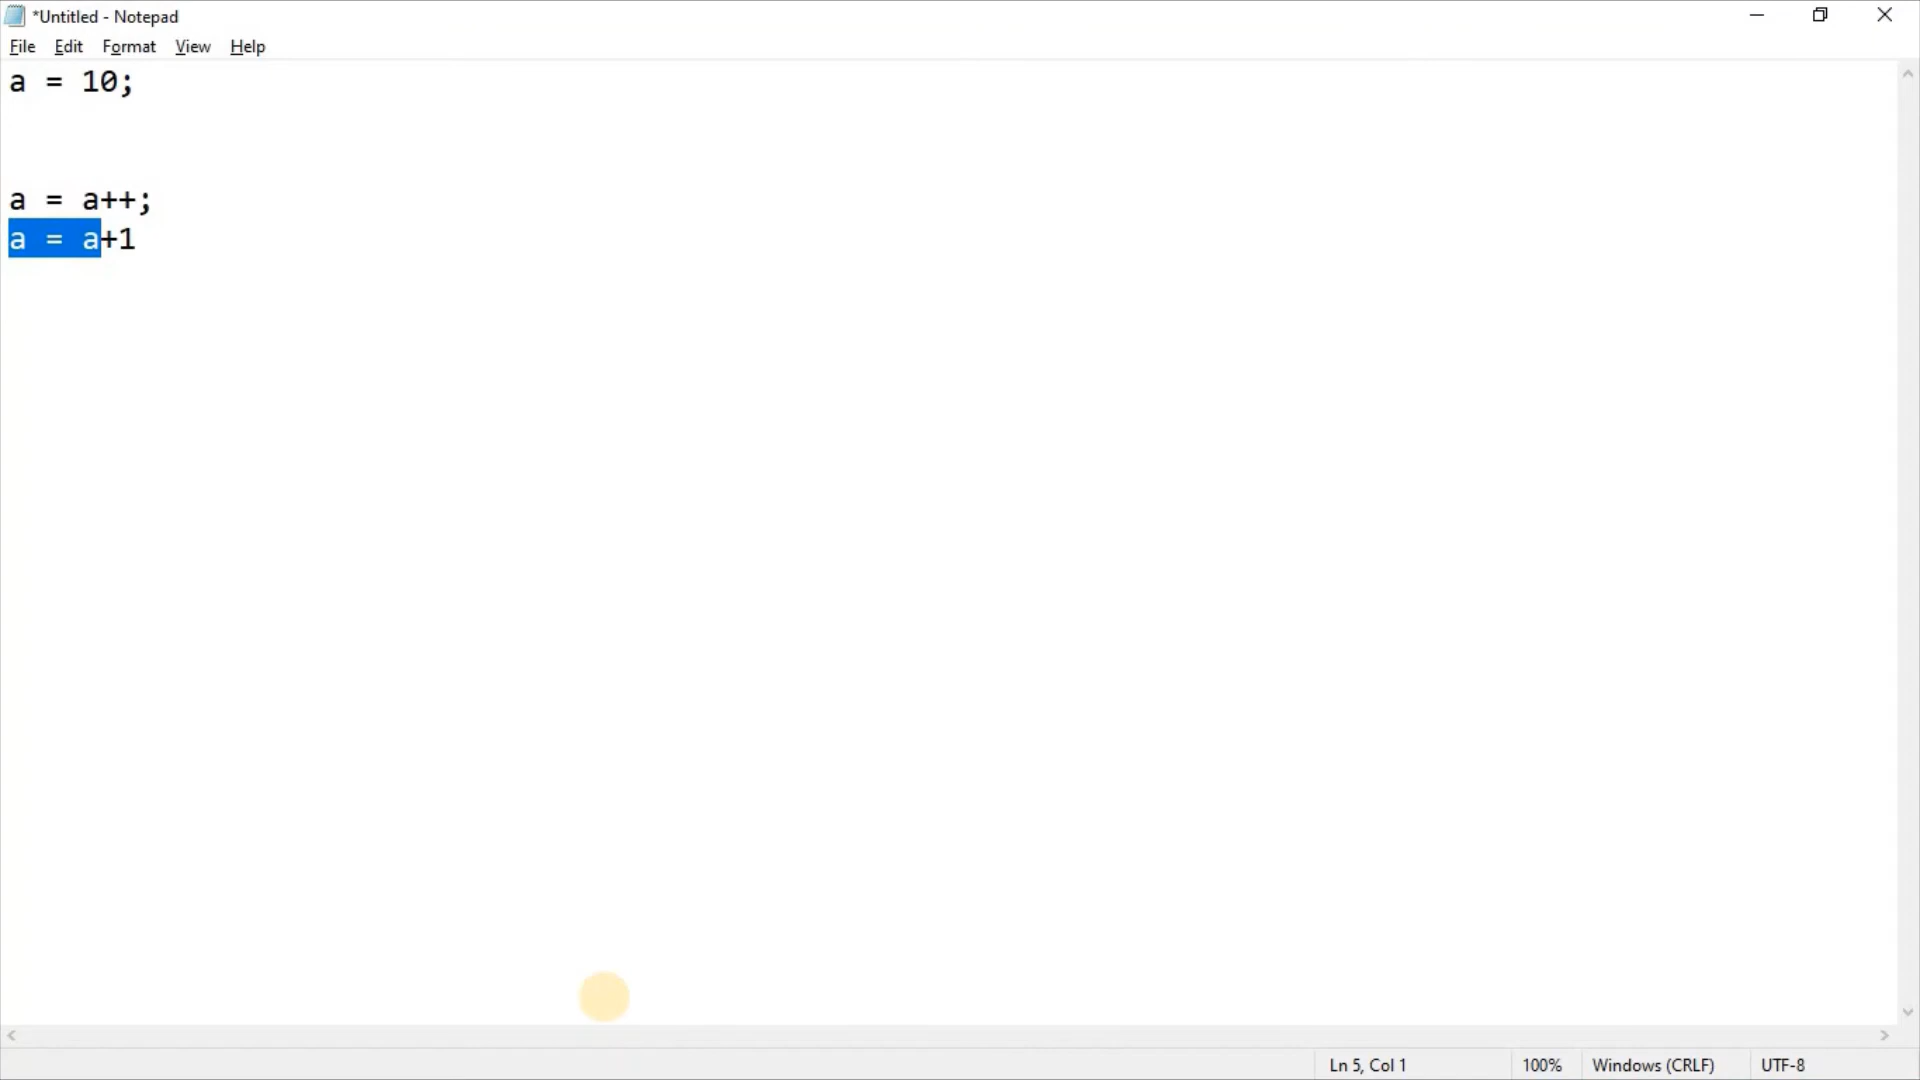 *Untitled - Notepad
File Edit Format View Help
a = 10;
a = a++;
a = a+1
Ln 5, Col 1 100% Windows (CRLF) UTF-8